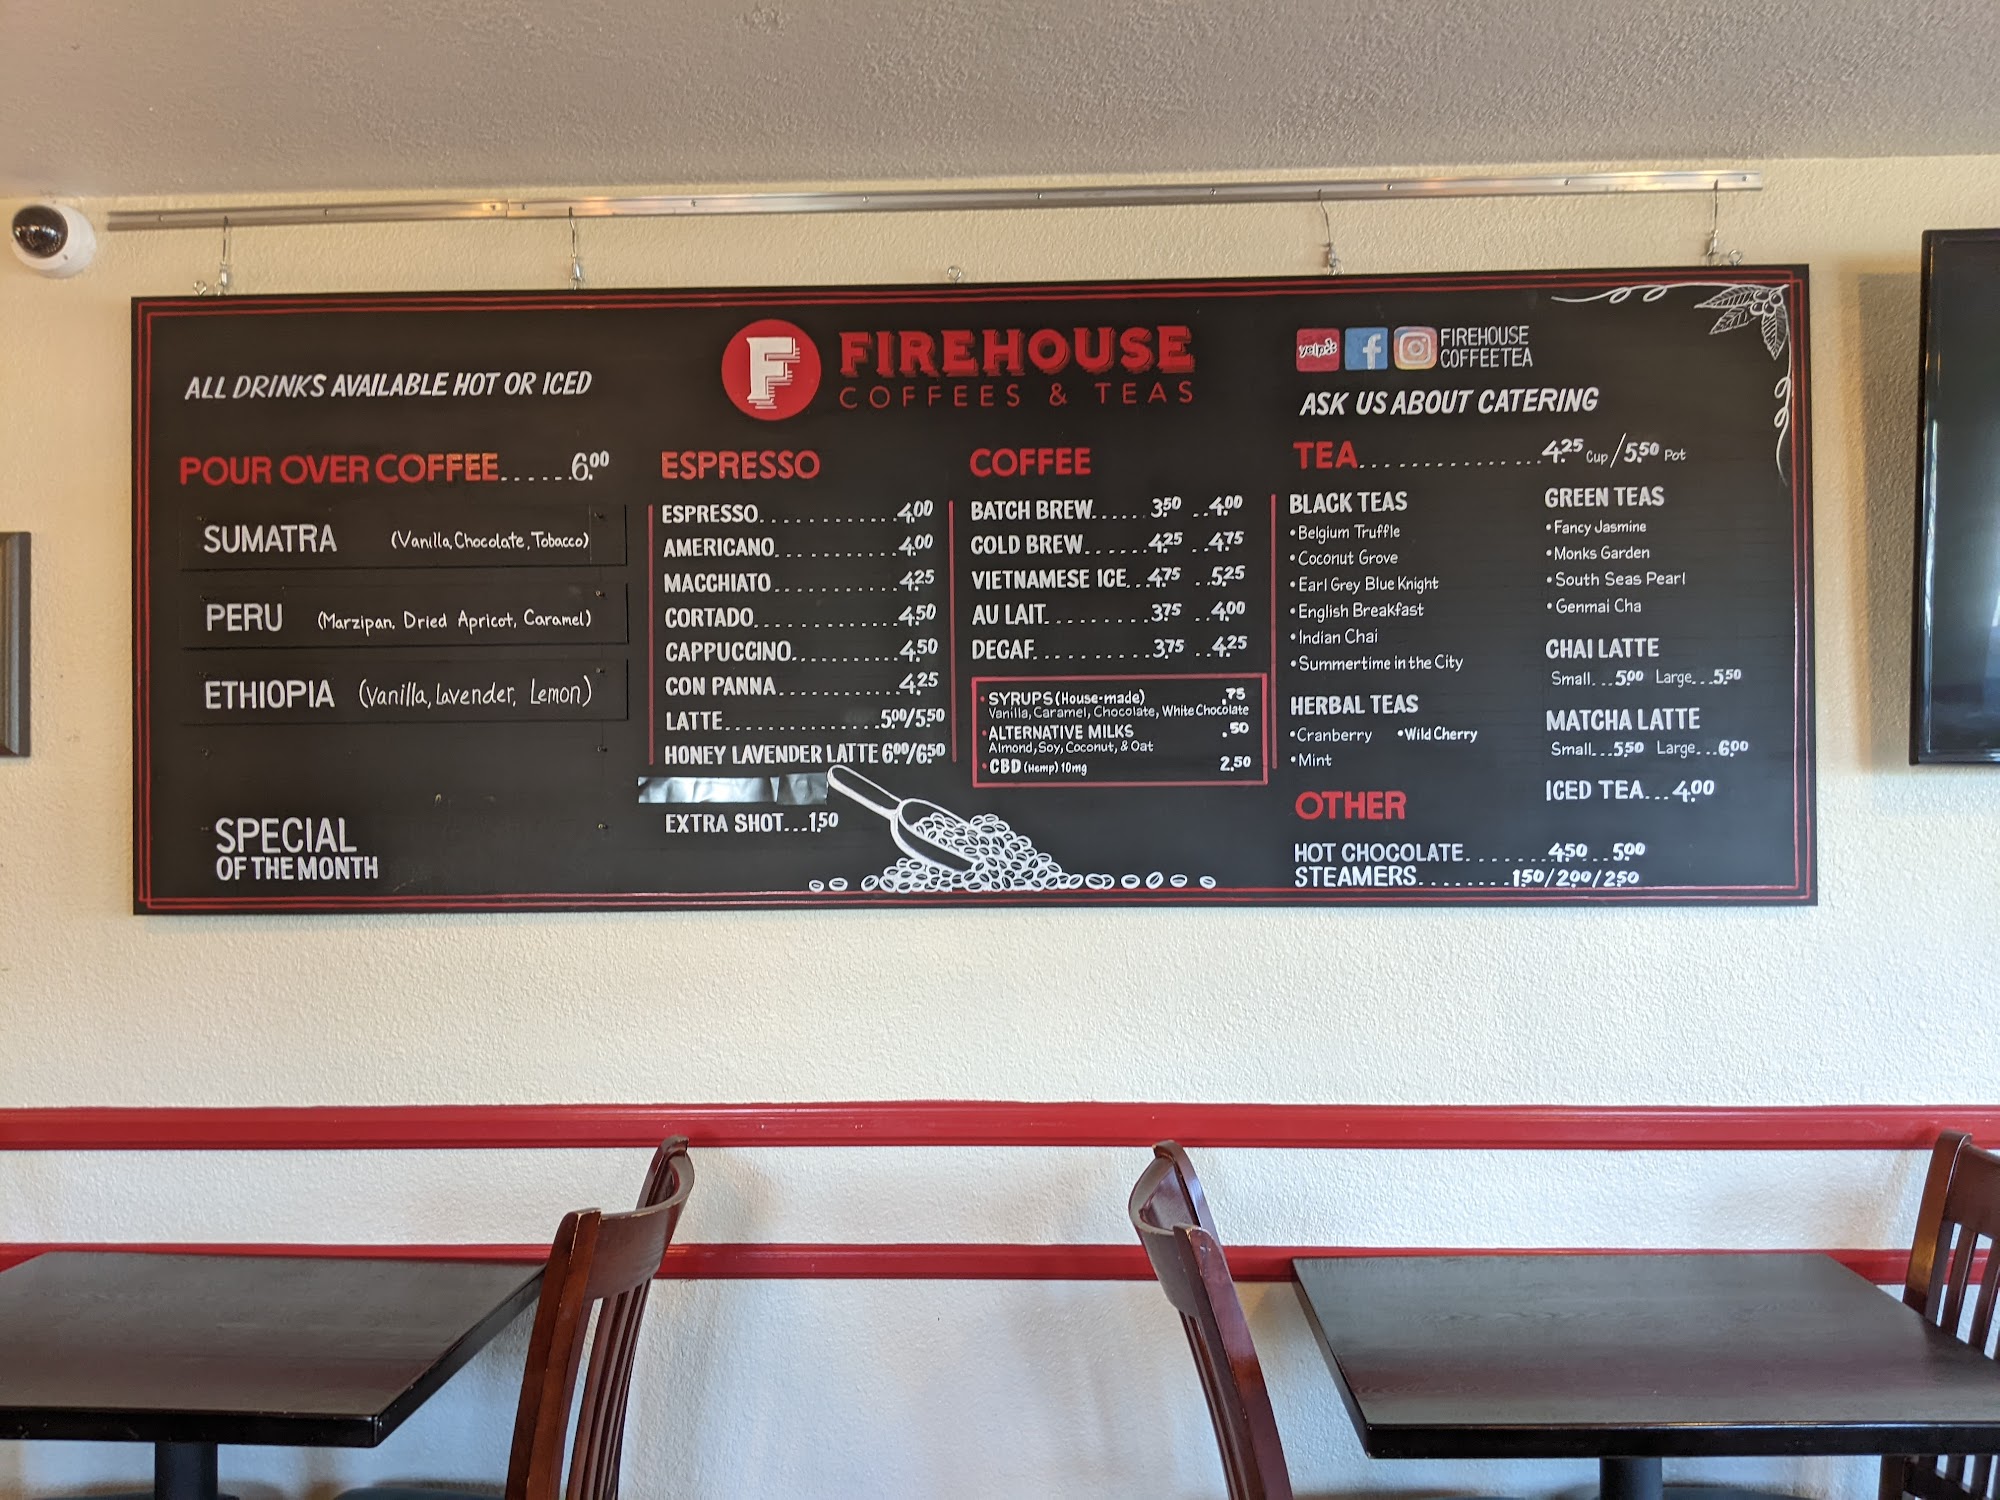 ALL DRINKS AVAILABLE HOT OR ICED
F
FIREHOUSE
COFFEES & TEAS
yelp
f
FIREHOUSE
COFFEETEA
ASK US ABOUT CATERING
POUR OVER COFFEE......6.00
SUMATRA (Vanilla, Chocolate, Tobacco)
PERU (Marzipan, Dried Apricot, Caramel)
ETHIOPIA (Vanilla, Lavender, Lemon)
SPECIAL
OF THE MONTH
ESPRESSO
ESPRESSO............4.00
AMERICANO...........4.00
MACCHIATO...........4.25
CORTADO.............4.50
CAPPUCCINO..........4.50
CON PANNA...........4.25
LATTE..............5.00/5.50
HONEY LAVENDER LATTE 6.00/6.50
EXTRA SHOT...1.50
COFFEE
BATCH BREW.....3.50..4.00
COLD BREW......4.25..4.75
VIETNAMESE ICE..4.75..5.25
AU LAIT.........3.75..4.00
DECAF..........3.75..4.25
• SYRUPS (House-made) .75
Vanilla, Caramel, Chocolate, White Chocolate
• ALTERNATIVE MILKS .50
Almond, Soy, Coconut, & Oat
• CBD (Hemp) 10mg 2.50
TEA...............4.25 Cup/5.50 Pot
BLACK TEAS
• Belgium Truffle
• Coconut Grove
• Earl Grey Blue Knight
• English Breakfast
• Indian Chai
• Summertime in the City
HERBAL TEAS
• Cranberry • Wild Cherry
• Mint
GREEN TEAS
• Fancy Jasmine
• Monks Garden
• South Seas Pearl
• Genmai Cha
CHAI LATTE
Small...5.00 Large...5.50
MATCHA LATTE
Small...5.50 Large...6.00
ICED TEA...4.00
OTHER
HOT CHOCOLATE.......4.50..5.00
STEAMERS........1.50/2.00/2.50